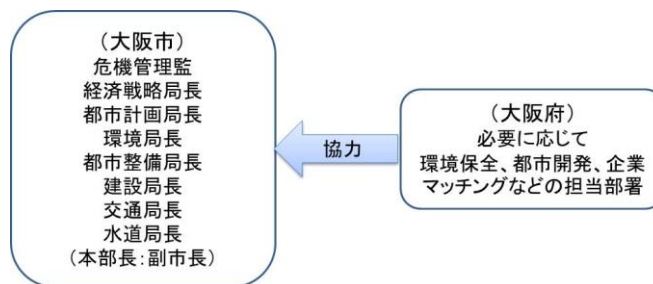 （大阪市）
危機管理監
経済戦略局長
都市計画局長
環境局長
都市整備局長
建設局長
交通局長
水道局長
（本部長：副市長）
協力
（大阪府）
必要に応じて
環境保全、都市開発、企業
マッチングなどの担当部署